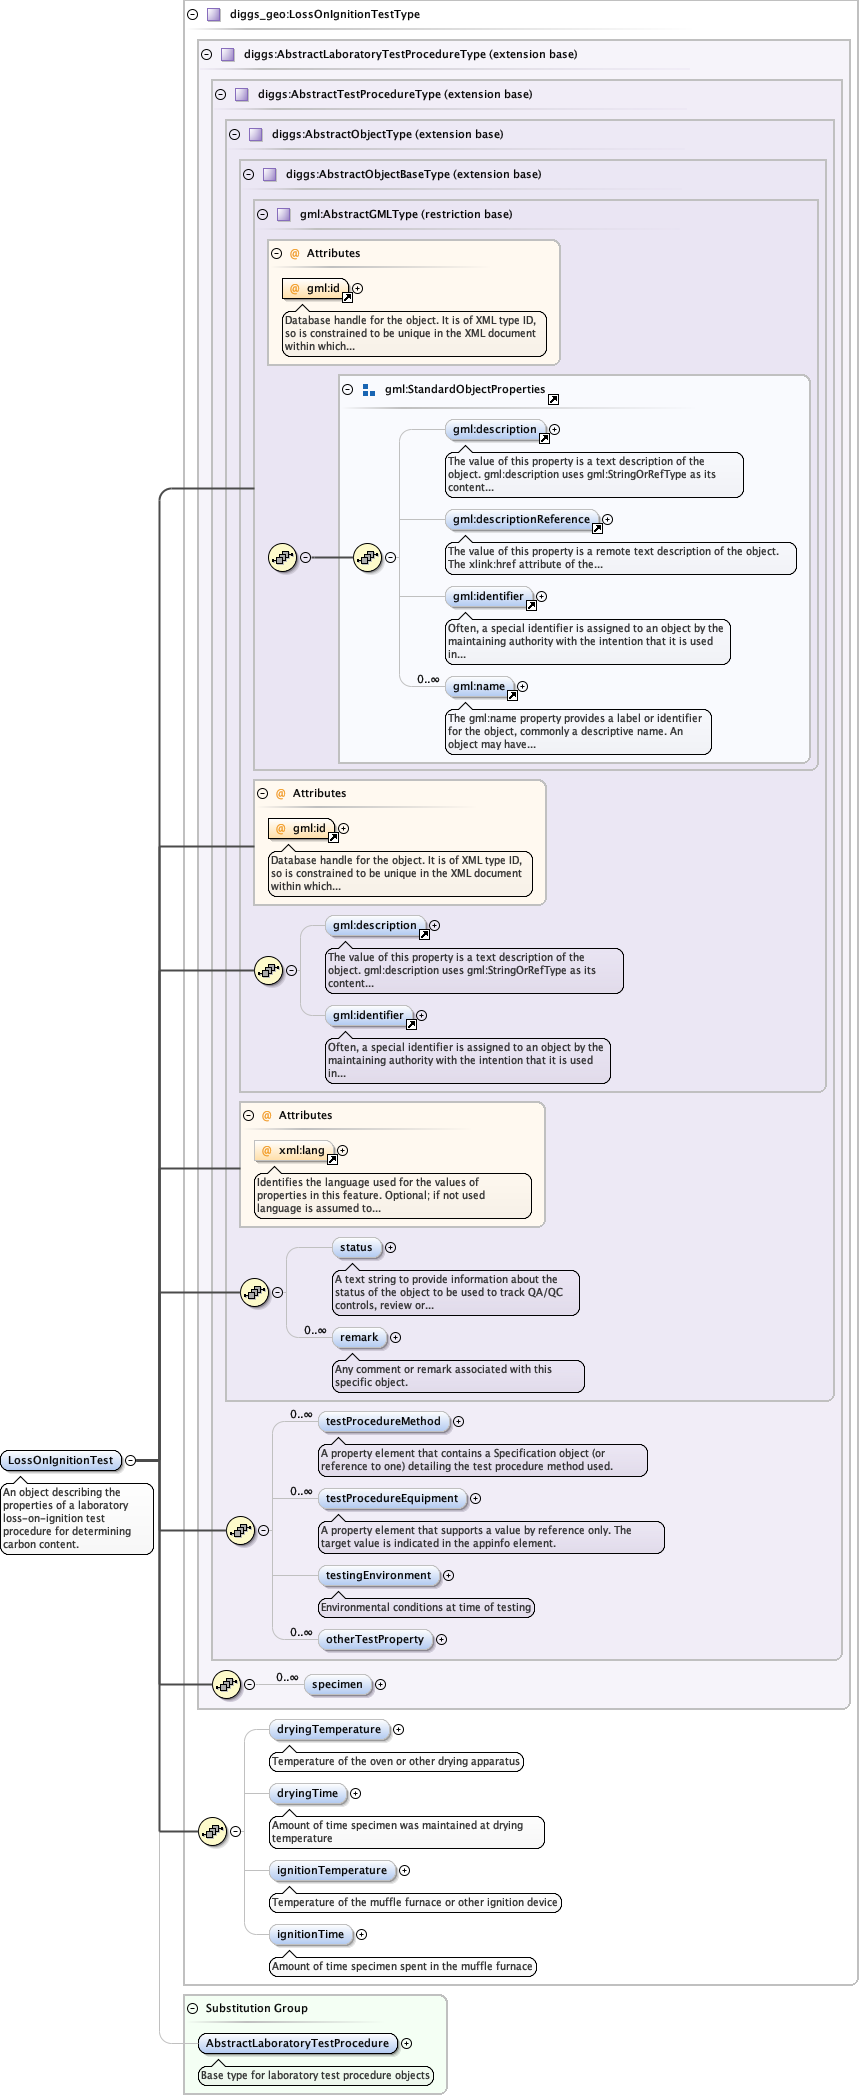 diggs_geo:LossOnIgnitionTestType
diggs:AbstractLaboratoryTestProcedureType (extension base)
diggs:AbstractTestProcedureType (extension base)
diggs:AbstractObjectType (extension base)
diggs:AbstractObjectBaseType (extension base)
gml:AbstractGMLType (restriction base)
@ Attributes
@ gml:id
Database handle for the object. It is of XML type ID,
so is constrained to be unique in the XML document
within which...
gml:StandardObjectProperties
gml:description
The value of this property is a text description of the
object. gml:description uses gml:StringOrRefType as its
content...
gml:descriptionReference
The value of this property is a remote text description of the object.
The xlink:href attribute of the...
gml:identifier
Often, a special identifier is assigned to an object by the
maintaining authority with the intention that it is used
in...
0..∞
gml:name
The gml:name property provides a label or identifier
for the object, commonly a descriptive name. An
object may have...
@ Attributes
@ gml:id
Database handle for the object. It is of XML type ID,
so is constrained to be unique in the XML document
within which...
gml:description
The value of this property is a text description of the
object. gml:description uses gml:StringOrRefType as its
content...
gml:identifier
Often, a special identifier is assigned to an object by the
maintaining authority with the intention that it is used
in...
@ Attributes
@ xml:lang
Identifies the language used for the values of
properties in this feature. Optional; if not used
language is assumed to...
status
A text string to provide information about the
status of the object to be used to track QA/QC
controls, review or...
0..∞
remark
Any comment or remark associated with this
specific object.
0..∞
testProcedureMethod
A property element that contains a Specification object (or
reference to one) detailing the test procedure method used.
LossOnIgnitionTest
An object describing the
properties of a laboratory
loss-on-ignition test
procedure for determining
carbon content.
0..∞
testProcedureEquipment
A property element that supports a value by reference only. The
target value is indicated in the appinfo element.
testingEnvironment
Environmental conditions at time of testing
0..∞
otherTestProperty
0..∞
specimen
dryingTemperature
Temperature of the oven or other drying apparatus
dryingTime
Amount of time specimen was maintained at drying
temperature
ignitionTemperature
Temperature of the muffle furnace or other ignition device
ignitionTime
Amount of time specimen spent in the muffle furnace
Substitution Group
AbstractLaboratoryTestProcedure
Base type for laboratory test procedure objects